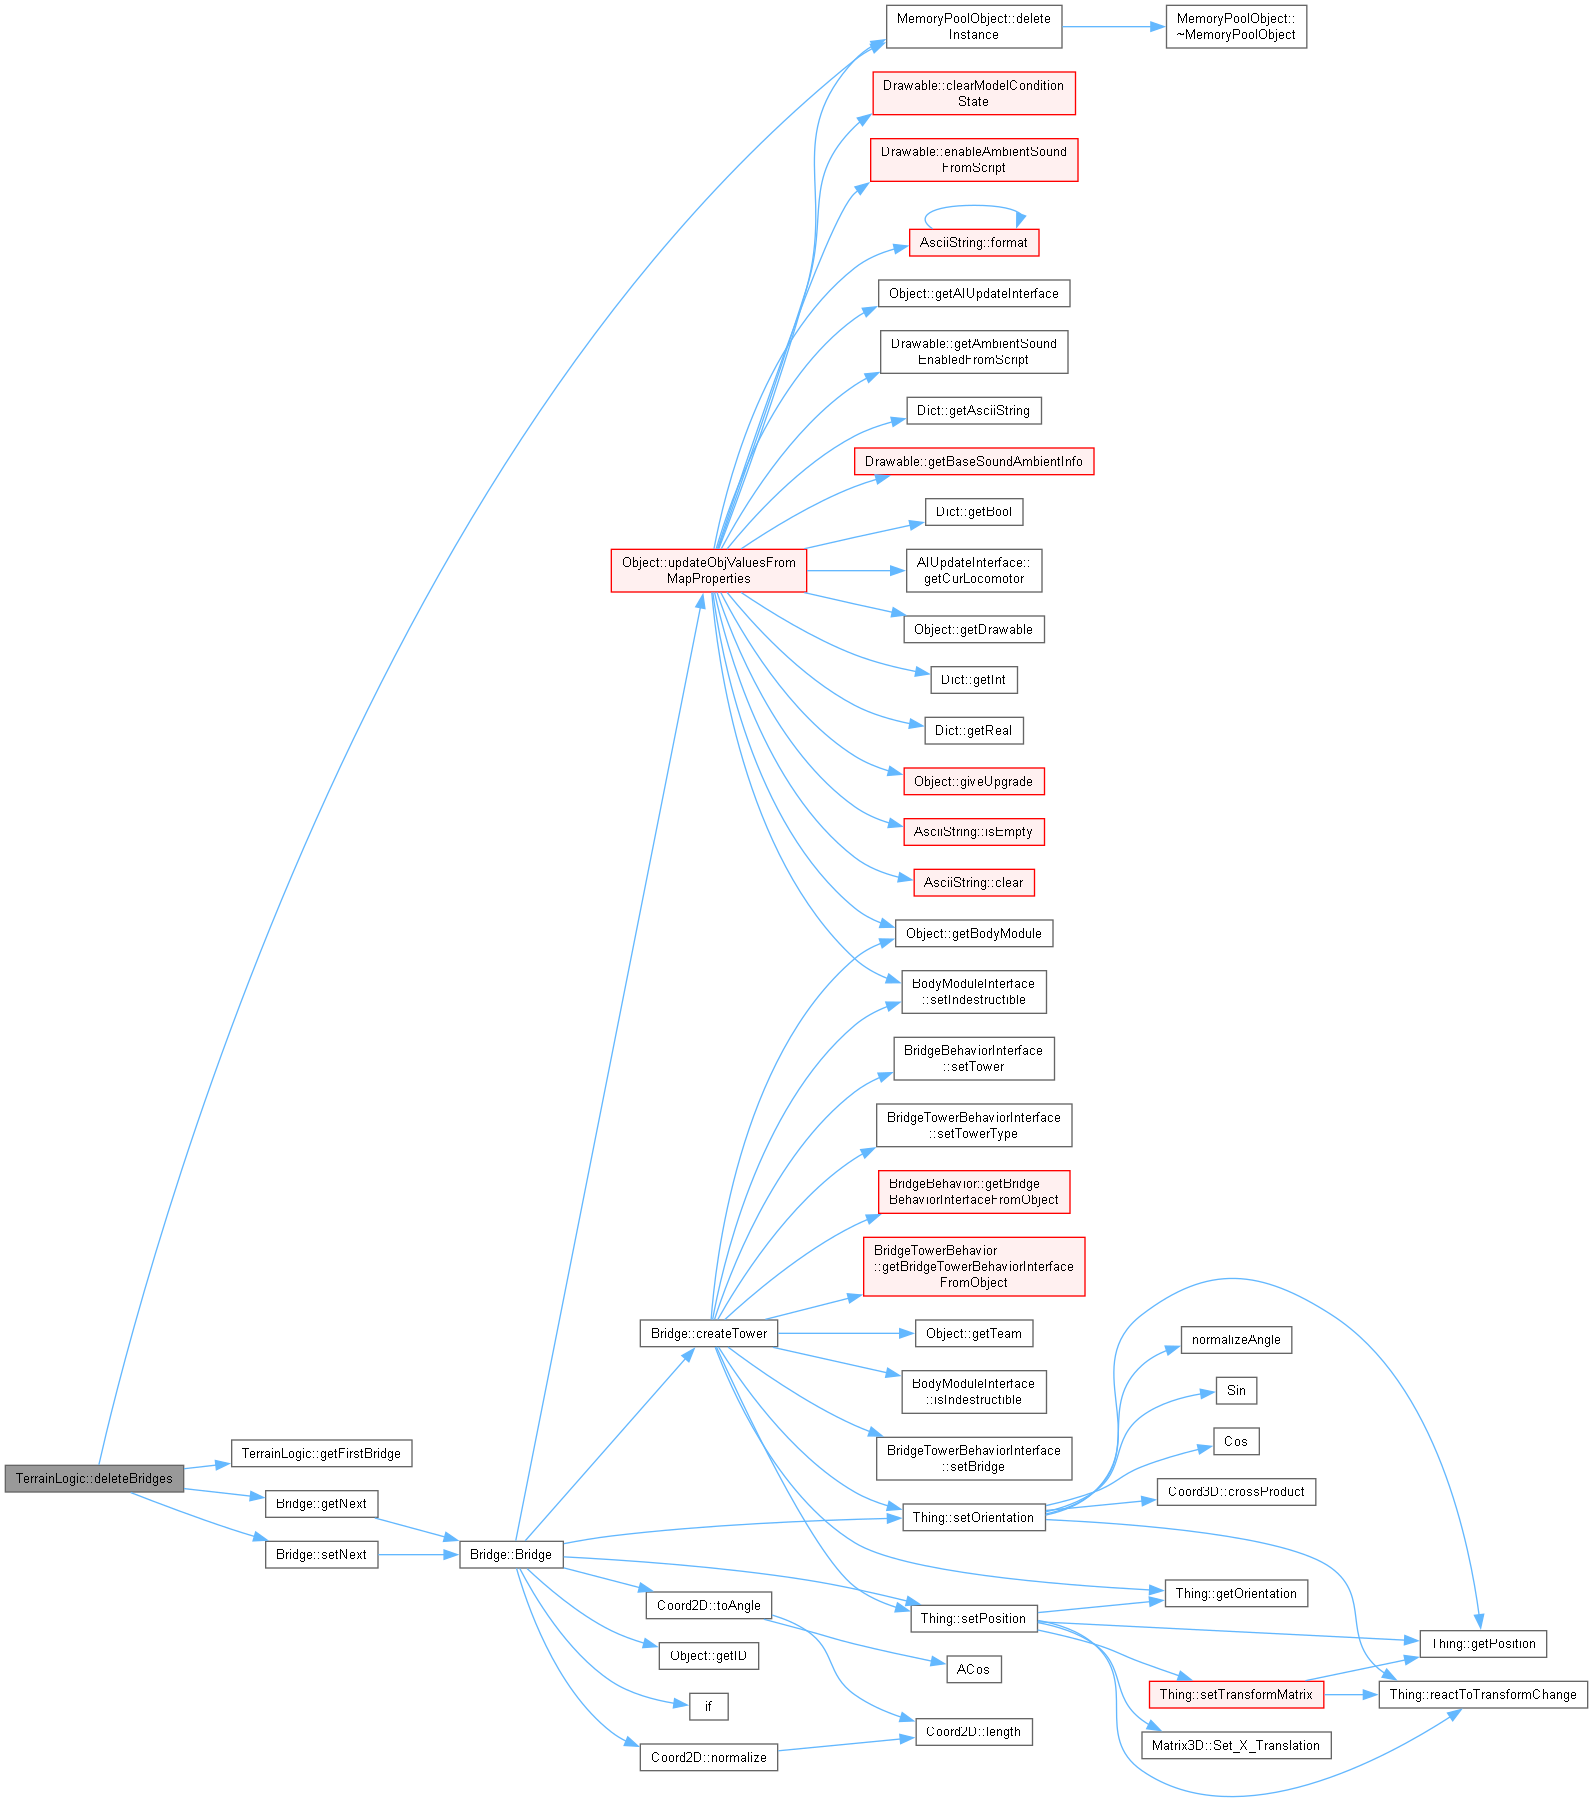 MemoryPoolObject::delete
Instance
MemoryPoolObject::
~MemoryPoolObject
Drawable::clearModelCondition
State
Drawable::enableAmbientSound
FromScript
AsciiString::format
Object::getAIUpdateInterface
Drawable::getAmbientSound
EnabledFromScript
Dict::getAsciiString
Drawable::getBaseSoundAmbientInfo
Dict::getBool
Object::updateObjValuesFrom
MapProperties
AIUpdateInterface::
getCurLocomotor
Object::getDrawable
Dict::getInt
Dict::getReal
Object::giveUpgrade
AsciiString::isEmpty
AsciiString::clear
Object::getBodyModule
BodyModuleInterface
::setIndestructible
BridgeBehaviorInterface
::setTower
BridgeTowerBehaviorInterface
::setTowerType
BridgeBehavior::getBridge
BehaviorInterfaceFromObject
BridgeTowerBehavior
::getBridgeTowerBehaviorInterface
FromObject
Bridge::createTower
Object::getTeam
normalizeAngle
BodyModuleInterface
::isIndestructible
Sin
Cos
TerrainLogic::getFirstBridge
BridgeTowerBehaviorInterface
::setBridge
TerrainLogic::deleteBridges
Coord3D::crossProduct
Bridge::getNext
Thing::setOrientation
Bridge::setNext
Bridge::Bridge
Thing::getOrientation
Coord2D::toAngle
Thing::setPosition
Thing::getPosition
Object::getID
ACos
Thing::setTransformMatrix
Thing::reactToTransformChange
if
Coord2D::length
Matrix3D::Set_X_Translation
Coord2D::normalize